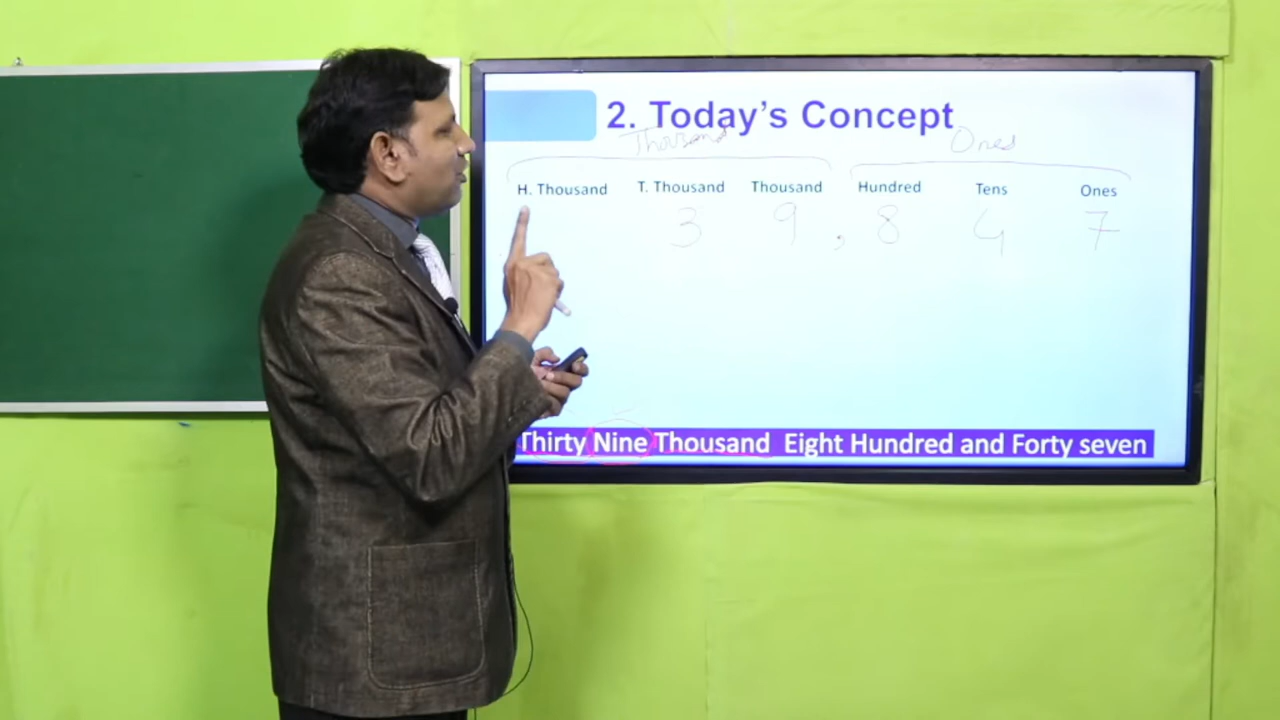 2. Today's Concept
Thousand Ones
H. Thousand T. Thousand Thousand Hundred Tens Ones
3 9 , 8 4 7
Thirty Nine Thousand Eight Hundred and Forty seven